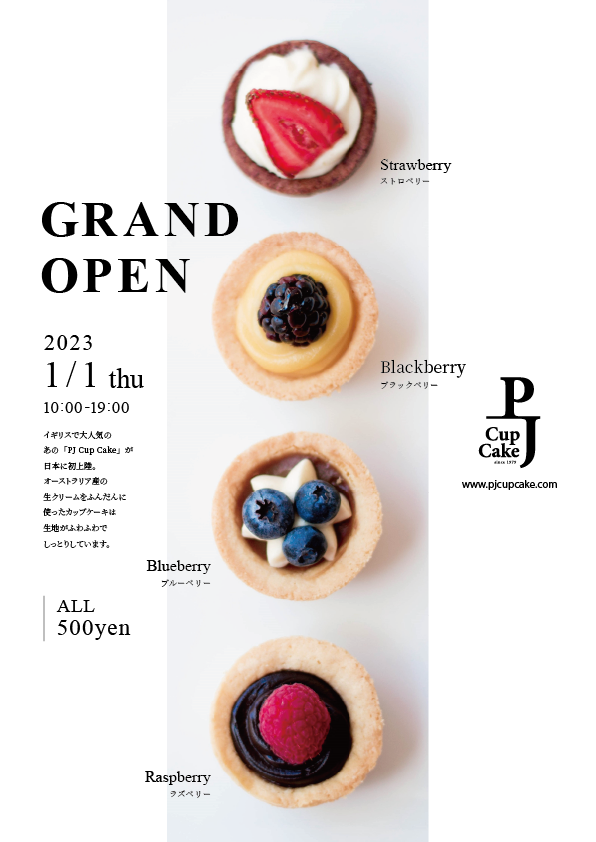 Strawberry
ストロベリー
GRAND
OPEN
2023
1/1 thu
10:00-19:00
イギリスで大人気の
あの「PJ Cup Cake」が
日本に初上陸。
オーストラリア産の
生クリームをふんだんに
使ったカップケーキは
生地がふわふわで
しっとりしています。
Blackberry
ブラックベリー
PJ
Cup
Cake
since 1979
www.pjcupcake.com
Blueberry
ブルーベリー
ALL
500yen
Raspberry
ラズベリー